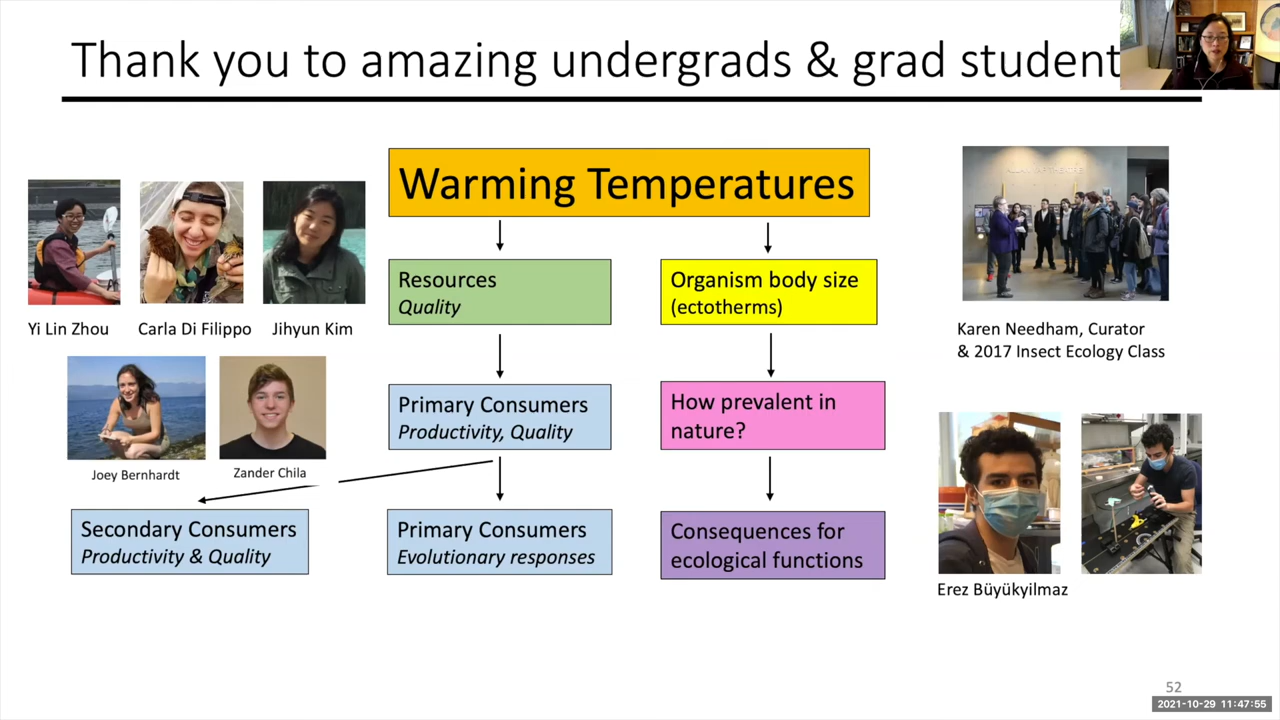 Thank you to amazing undergrads & grad student
Warming Temperatures
Resources
Quality
Organism body size
(ectotherms)
Yi Lin Zhou
Carla Di Filippo
Jihyun Kim
Karen Needham, Curator
& 2017 Insect Ecology Class
Primary Consumers
Productivity, Quality
How prevalent in
nature?
Joey Bernhardt
Zander Chila
Secondary Consumers
Productivity & Quality
Primary Consumers
Evolutionary responses
Consequences for
ecological functions
Erez Büyükyilmaz
52
2021-10-29 11:47:55